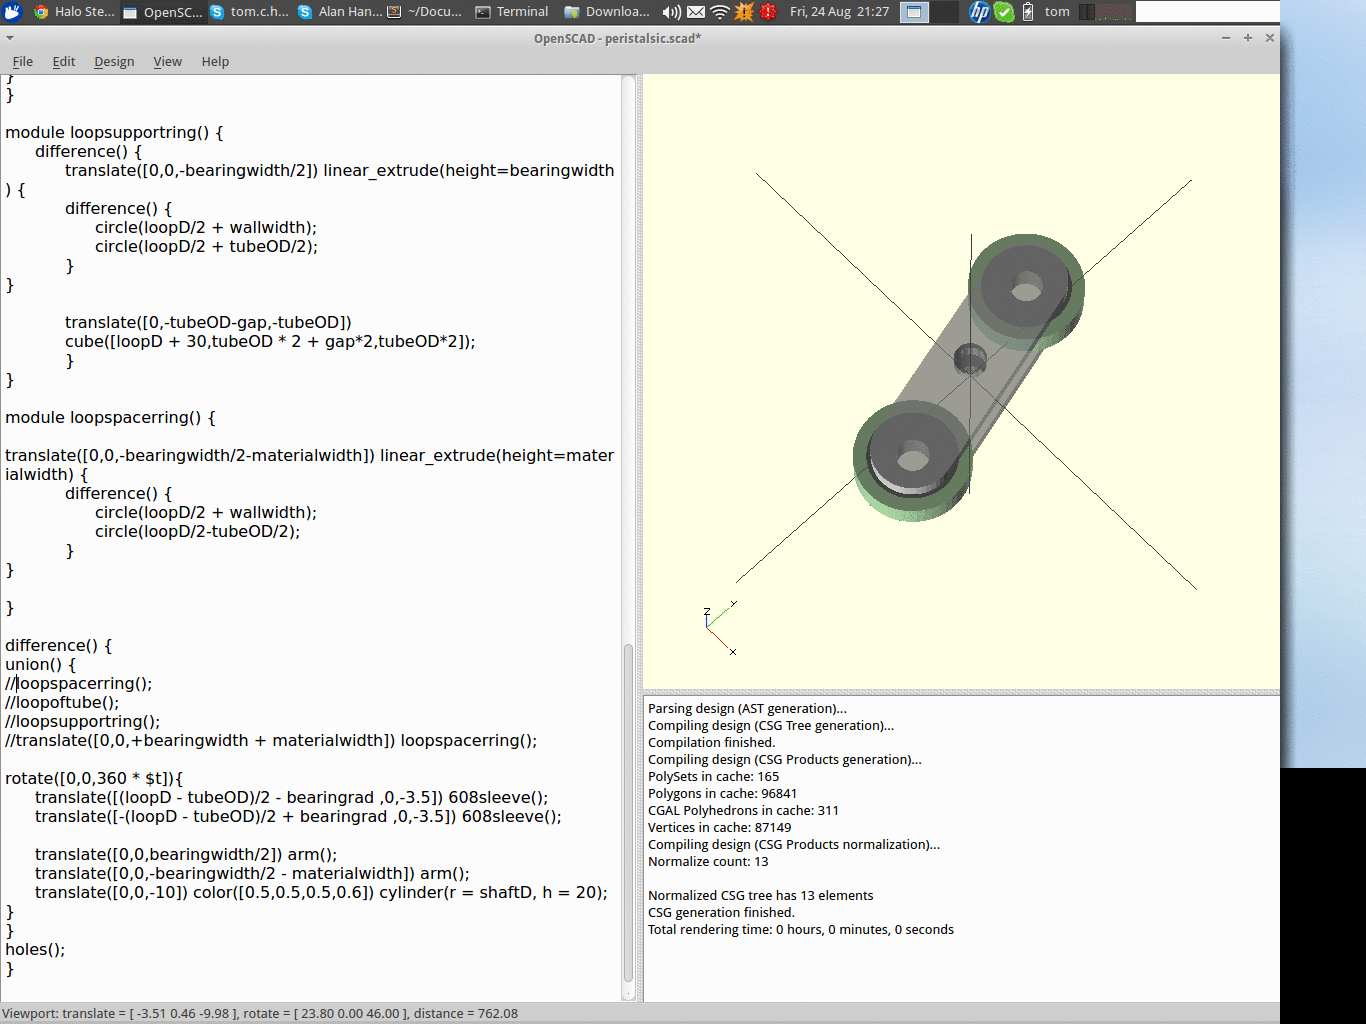 Halo Ste...
OpenSC...
tom.c.h...
Alan Han...
~/Docu...
Terminal
Downloa...
Fri, 24 Aug 21:27
hp
tom
OpenSCAD - peristalsic.scad*
File Edit Design View Help
}
}
module loopsupportring() {
difference() {
translate([0,0,-bearingwidth/2]) linear_extrude(height=bearingwidth
) {
difference() {
circle(loopD/2 + wallwidth);
circle(loopD/2 + tubeOD/2);
}
}
translate([0,-tubeOD-gap,-tubeOD])
cube([loopD + 30,tubeOD * 2 + gap*2,tubeOD*2]);
}
}
module loopspacerring() {
translate([0,0,-bearingwidth/2-materialwidth]) linear_extrude(height=mater
ialwidth) {
difference() {
circle(loopD/2 + wallwidth);
circle(loopD/2-tubeOD/2);
}
}
}
difference() {
union() {
//loopspacerring();
//loopoftube();
//loopsupportring();
//translate([0,0,+bearingwidth + materialwidth]) loopspacerring();
rotate([0,0,360 * $t]){
translate([(loopD - tubeOD)/2 - bearingrad ,0,-3.5]) 608sleeve();
translate([-(loopD - tubeOD)/2 + bearingrad ,0,-3.5]) 608sleeve();
translate([0,0,bearingwidth/2]) arm();
translate([0,0,-bearingwidth/2 - materialwidth]) arm();
translate([0,0,-10]) color([0.5,0.5,0.5,0.6]) cylinder(r = shaftD, h = 20);
}
}
holes();
}
Z
Y
X
Parsing design (AST generation)...
Compiling design (CSG Tree generation)...
Compilation finished.
Compiling design (CSG Products generation)...
PolySets in cache: 165
Polygons in cache: 96841
CGAL Polyhedrons in cache: 311
Vertices in cache: 87149
Compiling design (CSG Products normalization)...
Normalize count: 13
Normalized CSG tree has 13 elements
CSG generation finished.
Total rendering time: 0 hours, 0 minutes, 0 seconds
Viewport: translate = [ -3.51 0.46 -9.98 ], rotate = [ 23.80 0.00 46.00 ], distance = 762.08